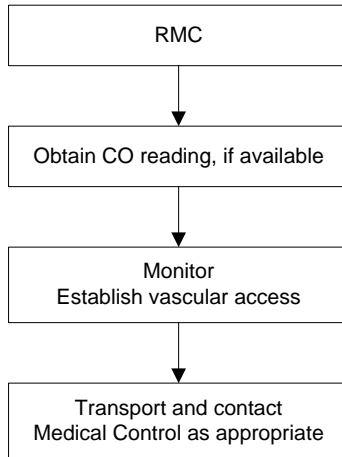 RMC
Obtain CO reading, if available
Monitor
Establish vascular access
Transport and contact
Medical Control as appropriate